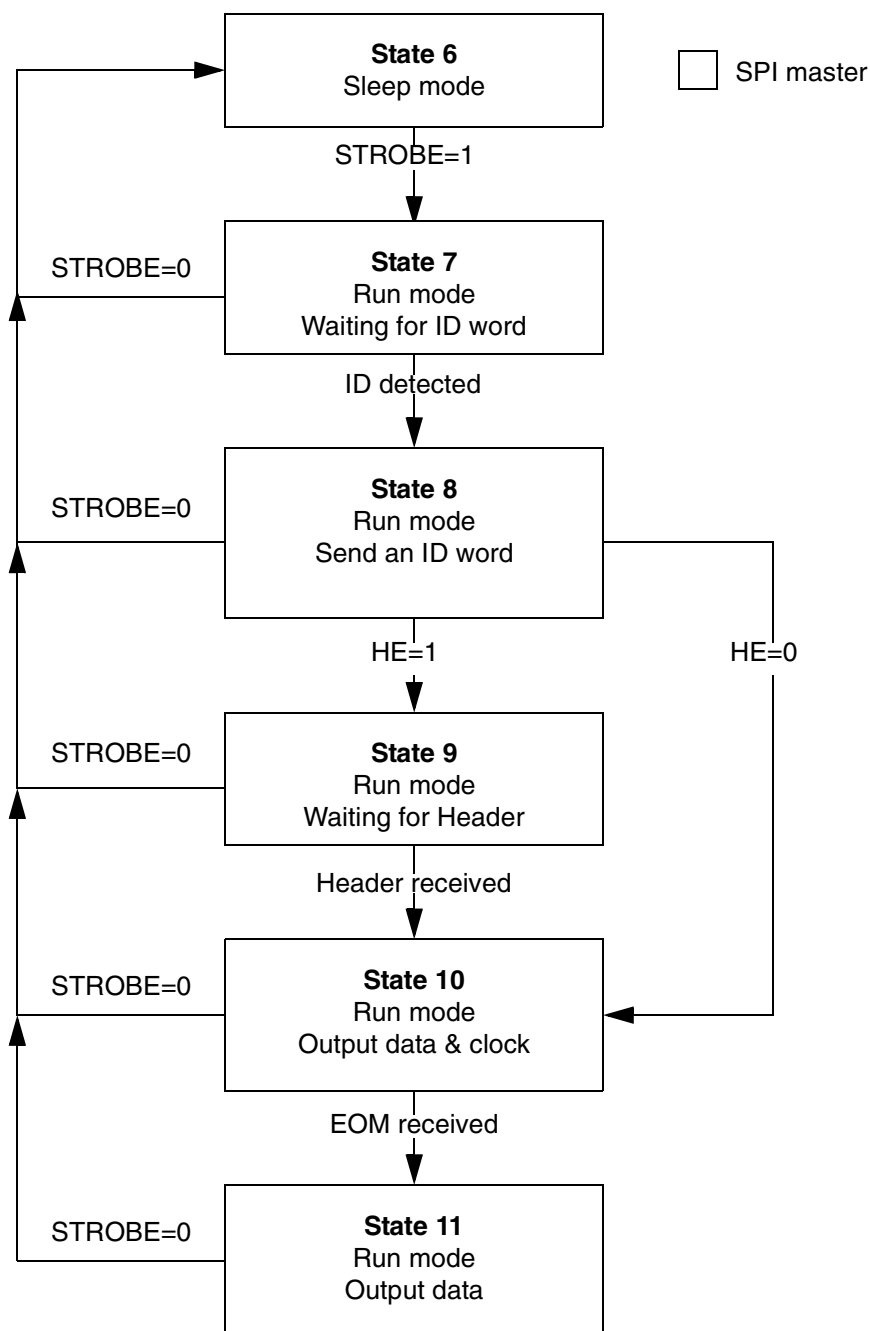 State 6
Sleep mode
SPI master
STROBE=1
STROBE=0
State 7
Run mode
Waiting for ID word
ID detected
STROBE=0
State 8
Run mode
Send an ID word
HE=1
HE=0
STROBE=0
State 9
Run mode
Waiting for Header
Header received
STROBE=0
State 10
Run mode
Output data & clock
EOM received
STROBE=0
State 11
Run mode
Output data